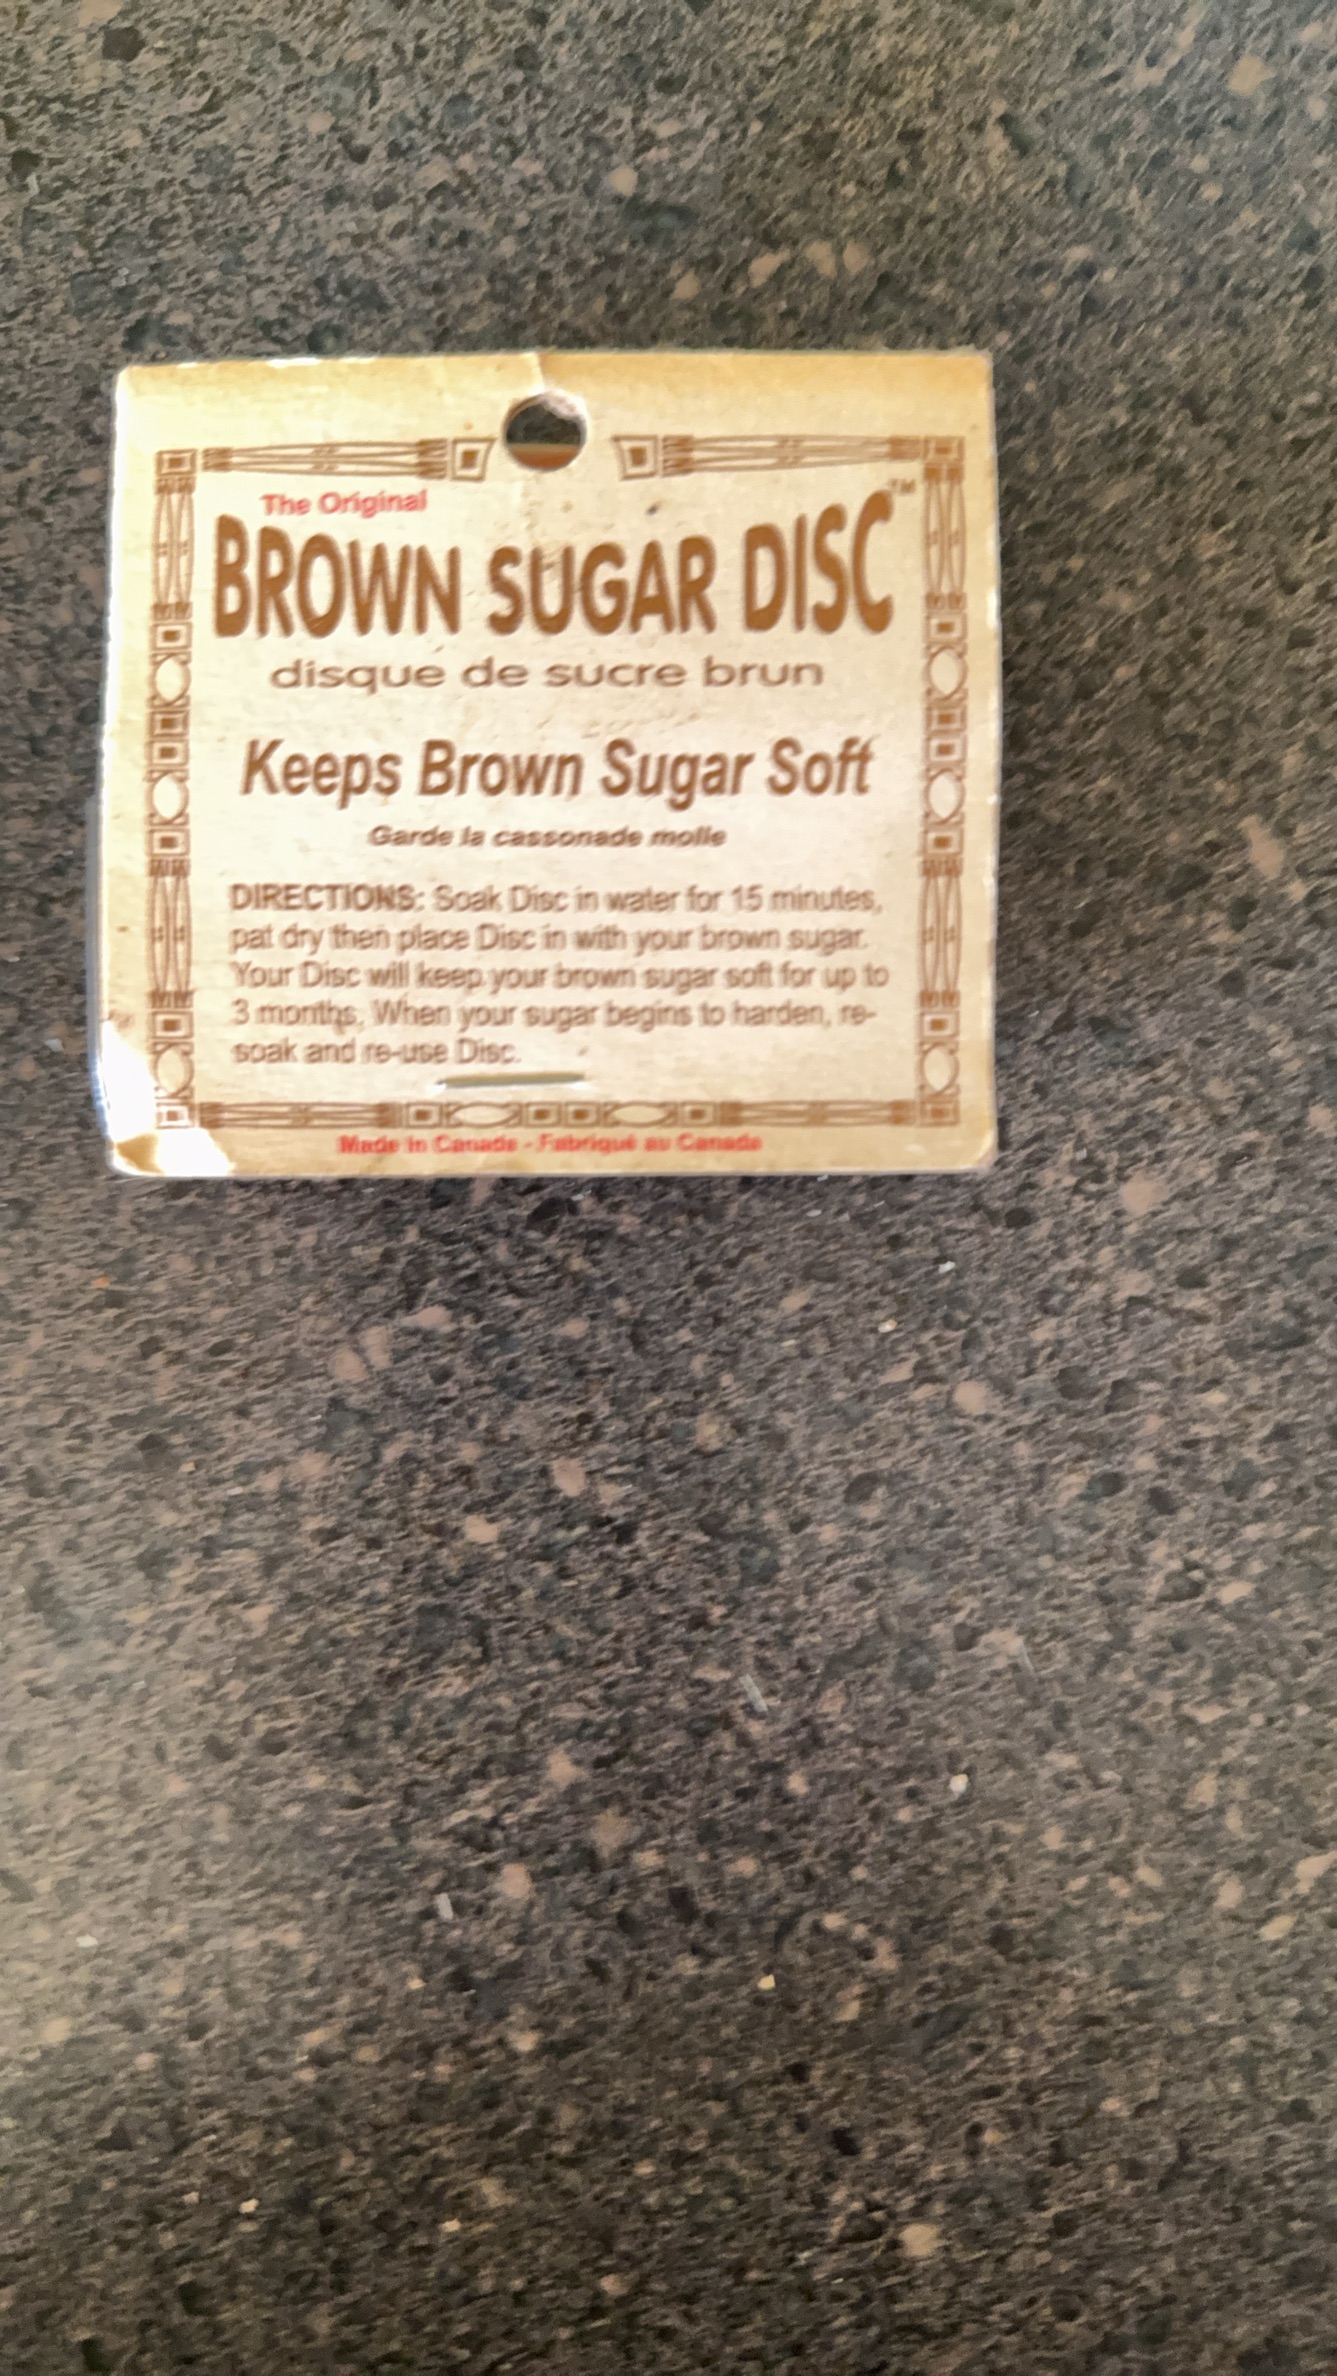 The Original
BROWN SUGAR DISC™
disque de sucre brun
Keeps Brown Sugar Soft
Garde la cassonade molle
DIRECTIONS: Soak Disc in water for 15 minutes,
pat dry then place Disc in with your brown sugar.
Your Disc will keep your brown sugar soft for up to
3 months. When your sugar begins to harden, re-
soak and re-use Disc.
Made in Canada - Fabriqué au Canada